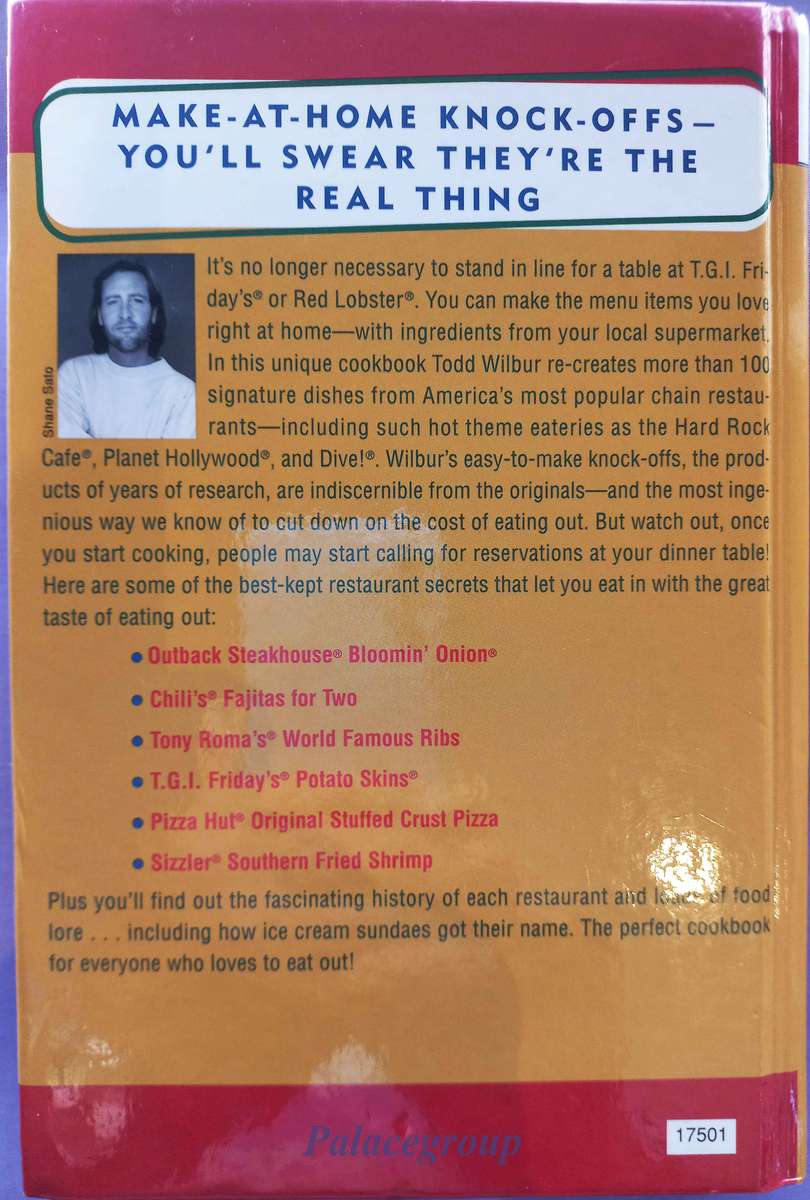 MAKE-AT-HOME KNOCK-OFFS—
YOU'LL SWEAR THEY'RE THE
REAL THING
Shane Sato
It's no longer necessary to stand in line for a table at T.G.I. Fri-
day's® or Red Lobster®. You can make the menu items you love
right at home—with ingredients from your local supermarket.
In this unique cookbook Todd Wilbur re-creates more than 100
signature dishes from America's most popular chain restau-
rants—including such hot theme eateries as the Hard Rock
Cafe®, Planet Hollywood®, and Dive!®. Wilbur's easy-to-make knock-offs, the prod-
ucts of years of research, are indiscernible from the originals—and the most inge-
nious way we know of to cut down on the cost of eating out. But watch out, once
you start cooking, people may start calling for reservations at your dinner table!
Here are some of the best-kept restaurant secrets that let you eat in with the great
taste of eating out:
• Outback Steakhouse® Bloomin' Onion®
• Chili's® Fajitas for Two
• Tony Roma's® World Famous Ribs
• T.G.I. Friday's® Potato Skins®
• Pizza Hut® Original Stuffed Crust Pizza
• Sizzler® Southern Fried Shrimp
Plus you'll find out the fascinating history of each restaurant and of food
lore . . . including how ice cream sundaes got their name. The perfect cookbook
for everyone who loves to eat out!
Palacegroup
17501